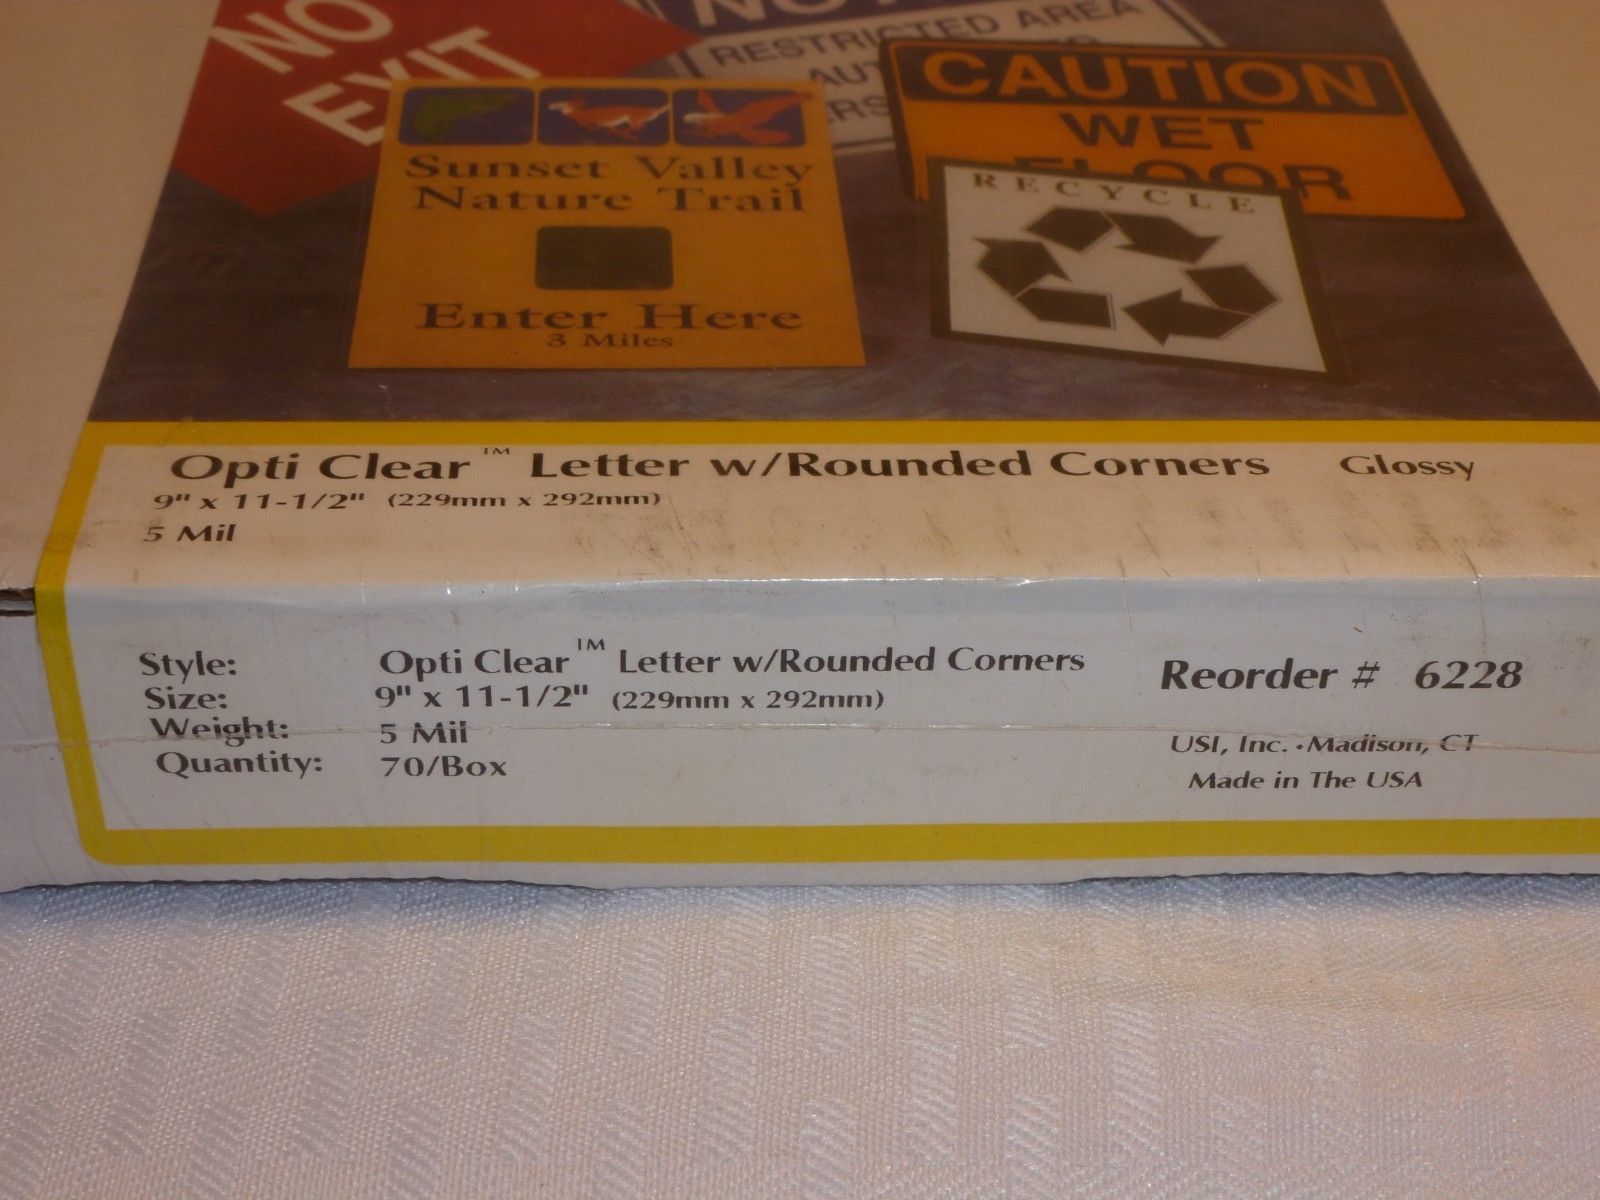 NO
EXIT
RESTRICTED AREA
Sunset Valley
Nature Trail
Enter Here
3 Miles
CAUTION
WET
FLOOR
RECYCLE
Opti Clear™ Letter w/Rounded Corners Glossy
9" x 11-1/2" (229mm x 292mm)
5 Mil
Style: Opti Clear™ Letter w/Rounded Corners
Size: 9" x 11-1/2" (229mm x 292mm)
Weight: 5 Mil
Quantity: 70/Box
Reorder # 6228
USI, Inc. • Madison, CT
Made in The USA